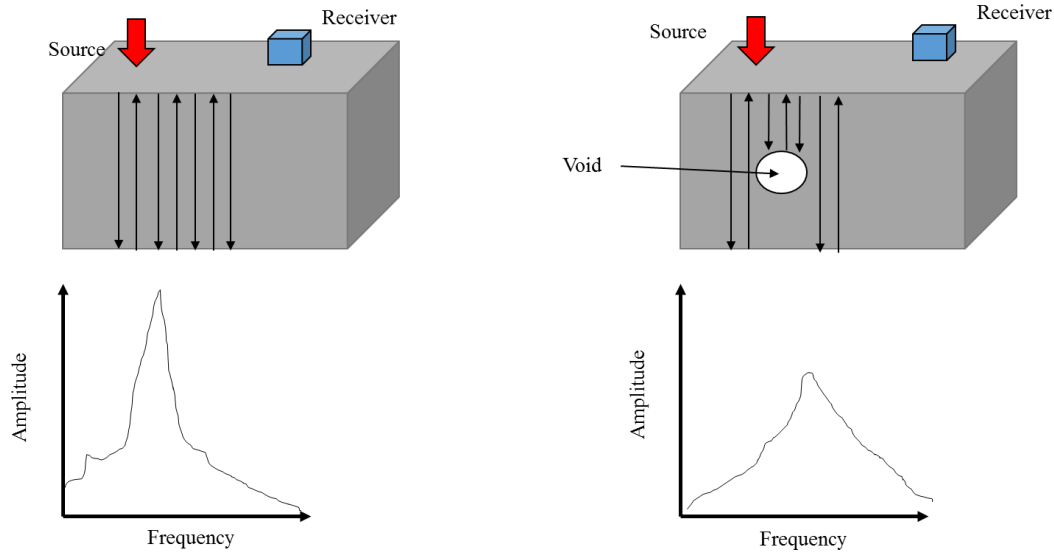 Receiver
Source
Amplitude
Frequency
Receiver
Source
Void
Amplitude
Frequency